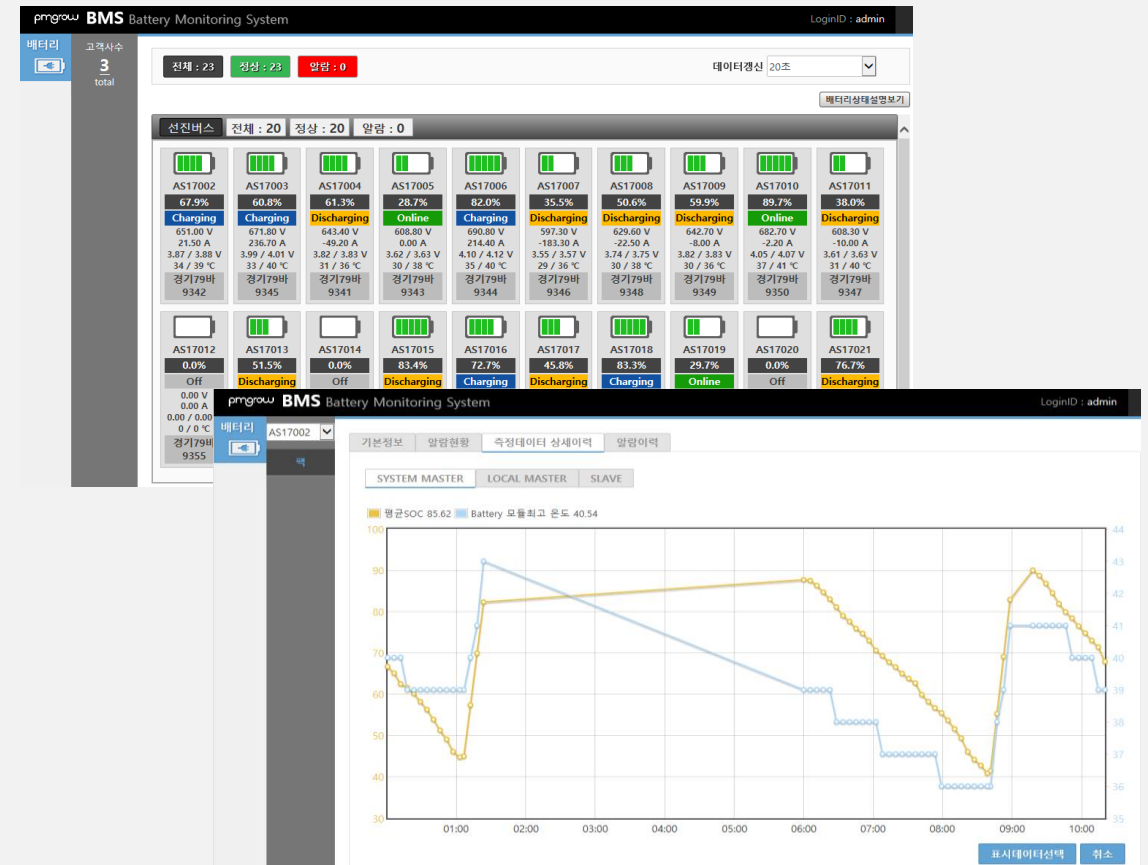 pmgrow BMS Battery Monitoring System LoginID : admin
배터리 고객사수
3
total
전체 : 23 정상 : 23 알람 : 0 데이터갱신 20초
배터리상태설명보기
선진버스 전체 : 20 정상 : 20 알람 : 0
AS17002 AS17003 AS17004 AS17005 AS17006 AS17007 AS17008 AS17009 AS17010 AS17011
67.9% 60.8% 61.3% 28.7% 82.0% 35.5% 50.6% 59.9% 89.7% 38.0%
Charging Charging Discharging Online Charging Discharging Discharging Discharging Online Discharging
651.00 V 671.80 V 643.40 V 608.80 V 690.80 V 597.30 V 629.60 V 642.70 V 682.70 V 608.30 V
21.50 A 236.70 A -49.20 A 0.00 A 214.40 A -183.30 A -22.50 A -8.00 A -2.20 A -10.00 A
3.87 / 3.88 V 3.99 / 4.01 V 3.82 / 3.83 V 3.62 / 3.63 V 4.10 / 4.12 V 3.55 / 3.57 V 3.74 / 3.75 V 3.82 / 3.83 V 4.05 / 4.07 V 3.61 / 3.63 V
34 / 39 ℃ 33 / 40 ℃ 31 / 36 ℃ 30 / 38 ℃ 35 / 40 ℃ 29 / 36 ℃ 30 / 38 ℃ 30 / 36 ℃ 37 / 41 ℃ 31 / 40 ℃
경기79바 경기79바 경기79바 경기79바 경기79바 경기79바 경기79바 경기79바 경기79바 경기79바
9342 9345 9341 9343 9344 9346 9348 9349 9350 9347
AS17012 AS17013 AS17014 AS17015 AS17016 AS17017 AS17018 AS17019 AS17020 AS17021
0.0% 51.5% 0.0% 83.4% 72.7% 45.8% 83.3% 29.7% 0.0% 76.7%
Off Discharging Off Discharging Charging Discharging Charging Online Off Discharging
0.00 V
0.00 A
0.00 / 0.00
0 / 0 ℃
경기79바
9355
pmgrow BMS Battery Monitoring System LoginID : admin
배터리 AS17002
팩
기본정보 알람현황 측정데이터 상세이력 알람이력
SYSTEM MASTER LOCAL MASTER SLAVE
평균SOC 85.62 Battery 모듈최고 온도 40.54
100 44
90 43
80 42
70 41
60 40
50 39
40 38
30 37
36
35
01:00 02:00 03:00 04:00 05:00 06:00 07:00 08:00 09:00 10:00
표시데이터선택 취소